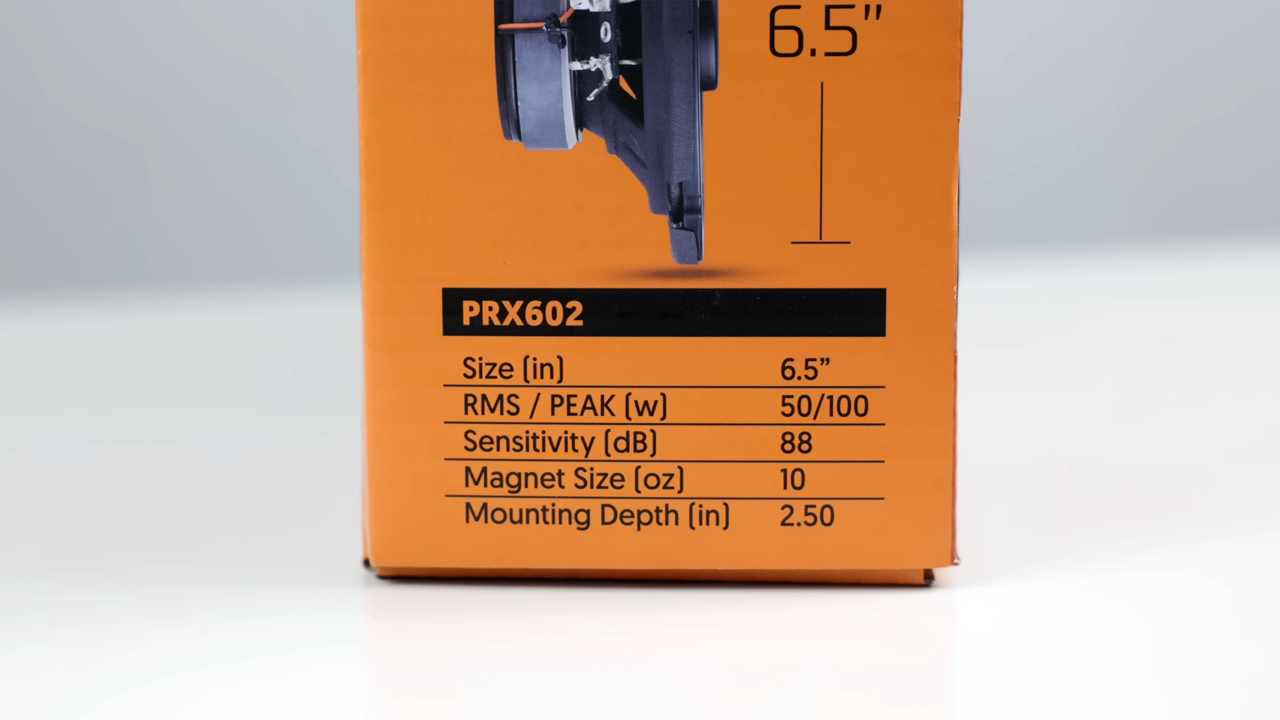 6.5”
PRX602
Size (in) 6.5”
RMS / PEAK (w) 50/100
Sensitivity (dB) 88
Magnet Size (oz) 10
Mounting Depth (in) 2.50